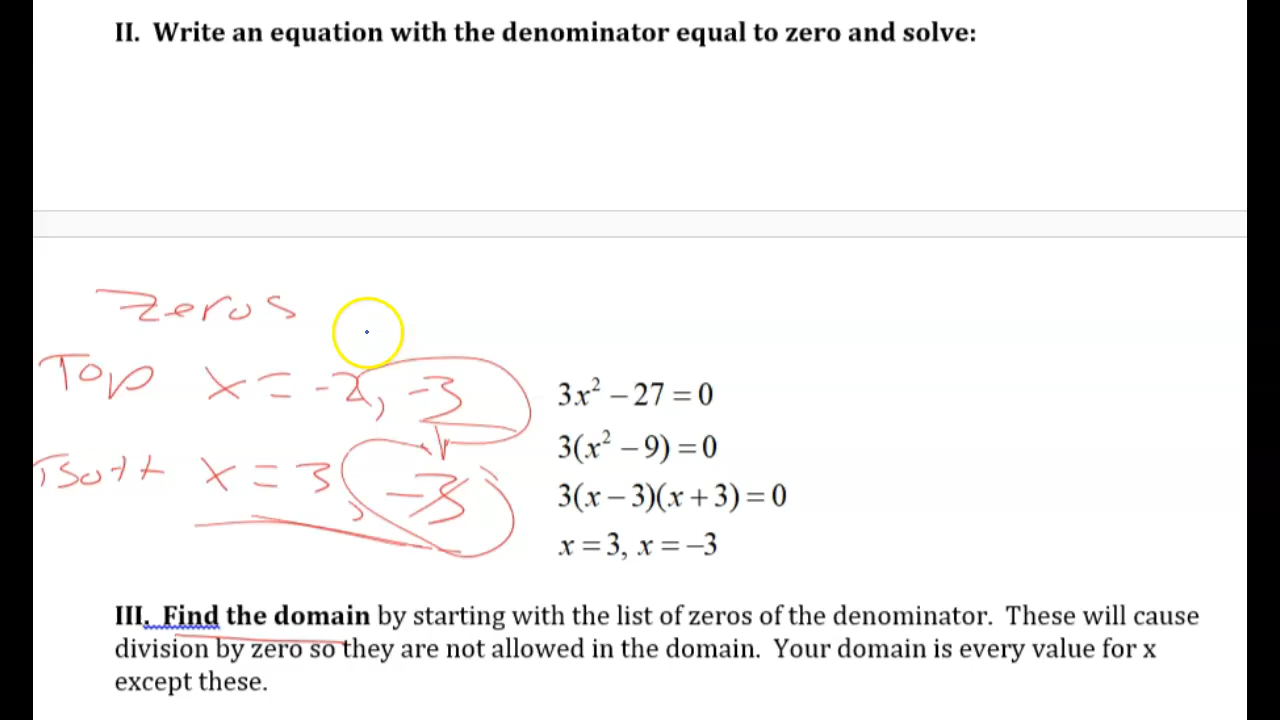 II. Write an equation with the denominator equal to zero and solve:
Zeros
Top x = -2, -3
Bott x = 3, -3
3x² − 27 = 0
3(x² − 9) = 0
3(x − 3)(x + 3) = 0
x = 3, x = −3
III. Find the domain by starting with the list of zeros of the denominator. These will cause
division by zero so they are not allowed in the domain. Your domain is every value for x
except these.